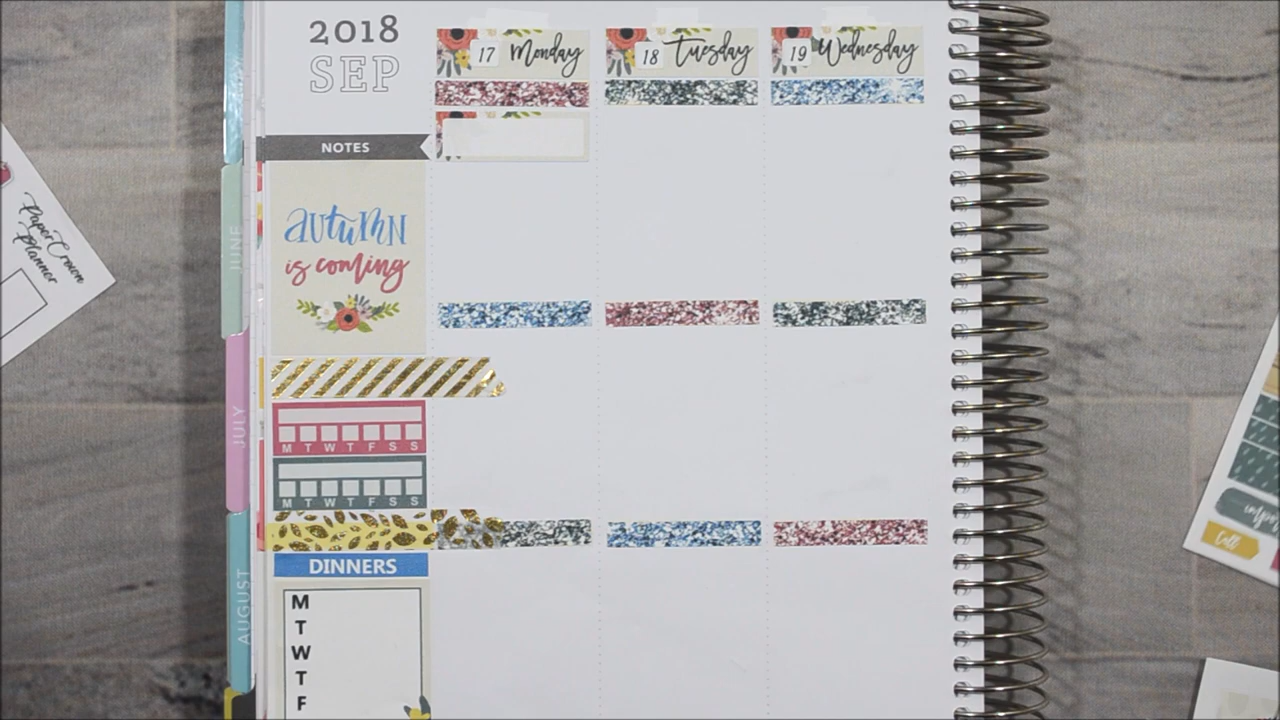 2018
SEP
17 Monday
18 Tuesday
19 Wednesday
NOTES
autumn
is coming
Paper Crown
Planner
JUNE
JULY
AUGUST
M T W T F S S
M T W T F S S
DINNERS
M
T
W
T
F
fall